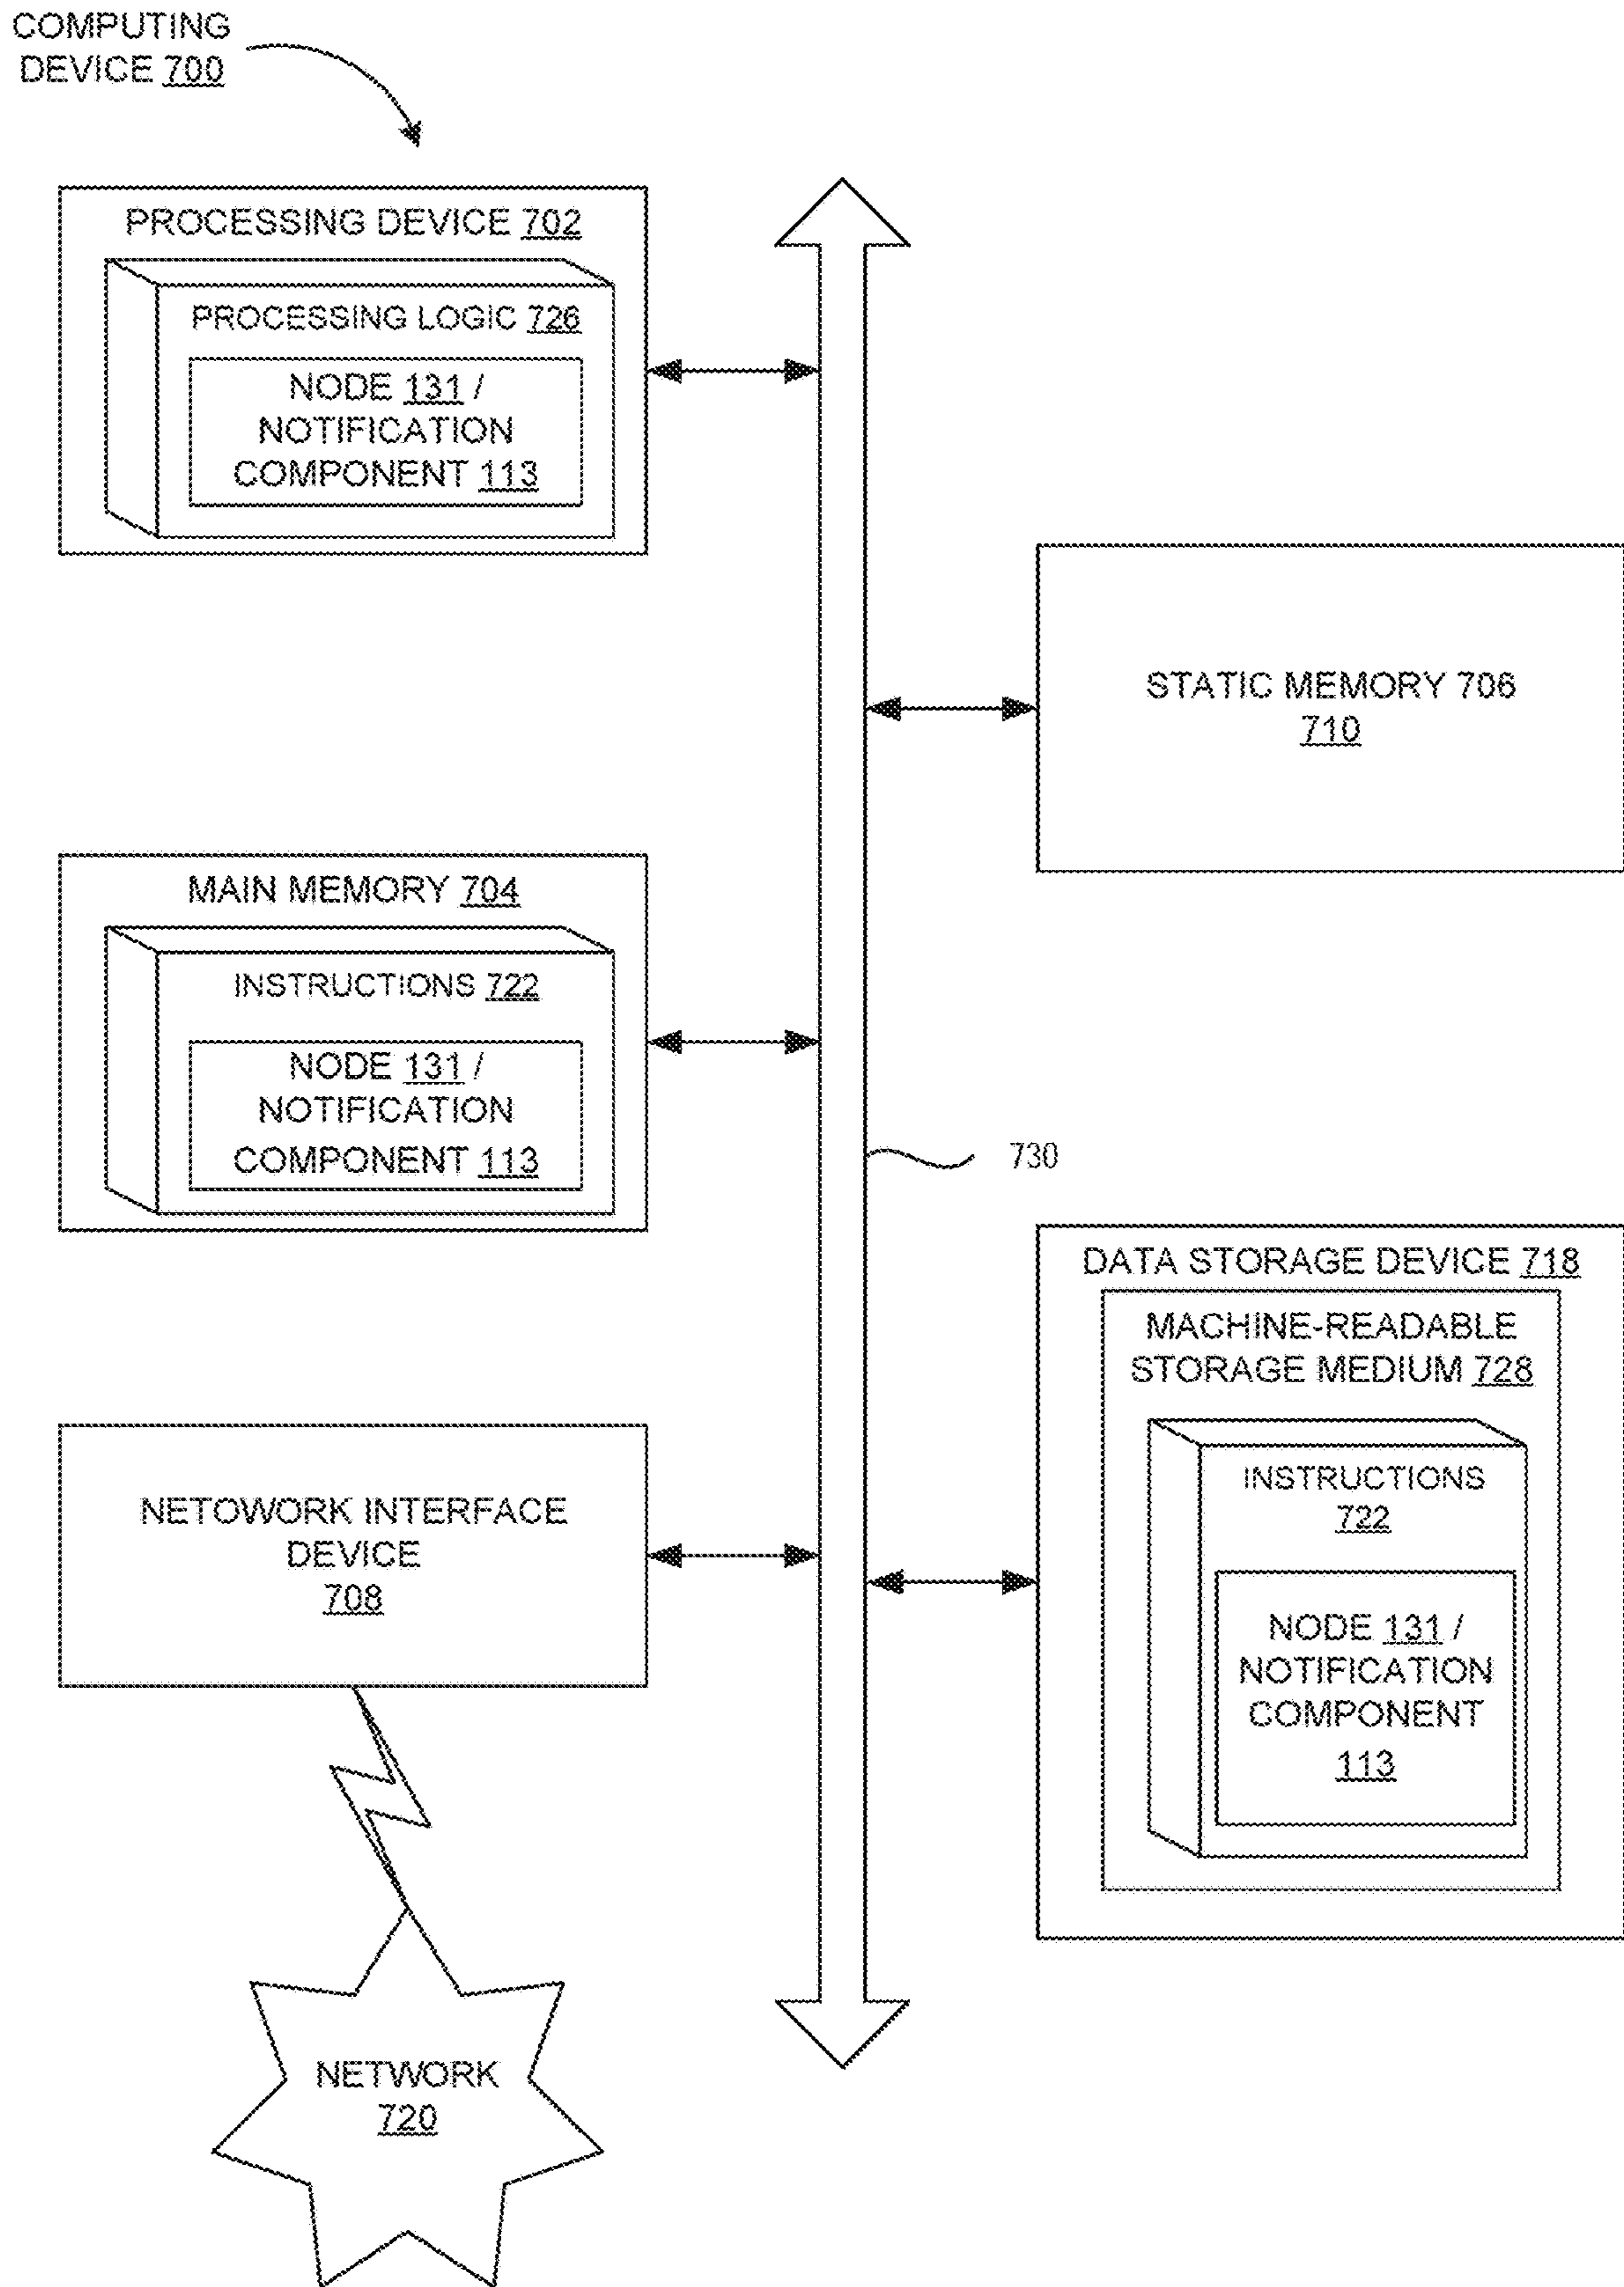 COMPUTING
DEVICE 700
PROCESSING DEVICE 702
PROCESSING LOGIC 726
NODE 131 /
NOTIFICATION
COMPONENT 113
STATIC MEMORY 706
710
MAIN MEMORY 704
INSTRUCTIONS 722
NODE 131 /
NOTIFICATION
COMPONENT 113
730
DATA STORAGE DEVICE 718
MACHINE-READABLE
STORAGE MEDIUM 728
INSTRUCTIONS
722
NODE 131 /
NOTIFICATION
COMPONENT
113
NETOWORK INTERFACE
DEVICE
708
NETWORK
720